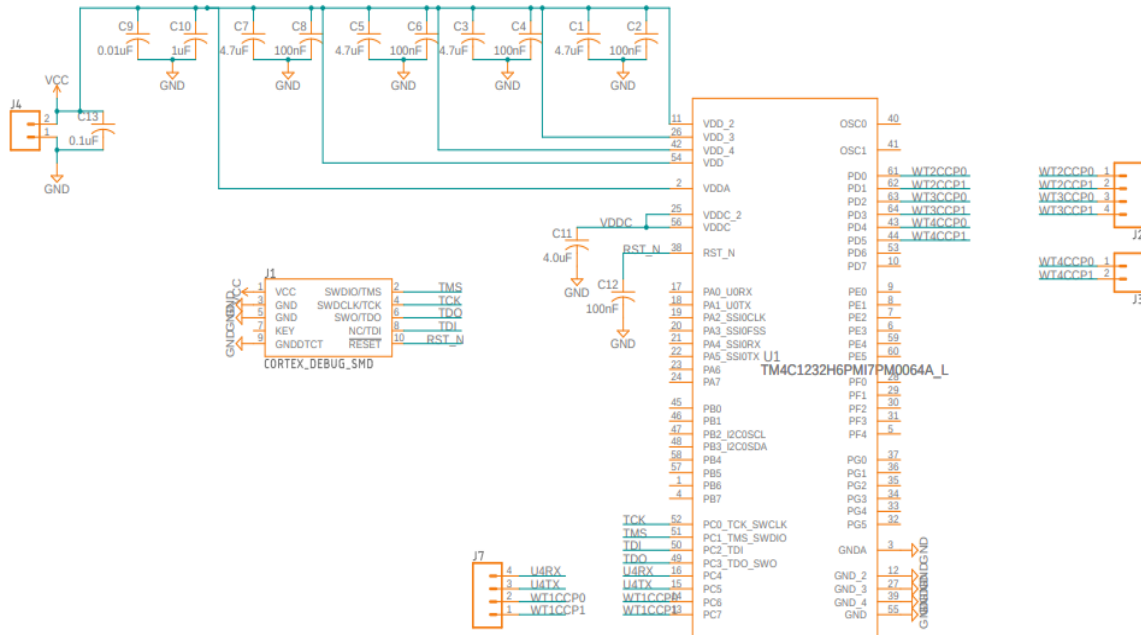 C9 C10 C7 C8 C5 C6 C3 C4 C1 C2
0.01uF 1uF 4.7uF 100nF 4.7uF 100nF 4.7uF 100nF 4.7uF 100nF
GND GND GND GND GND
VCC
J4
2
1
C13
0.1uF
GND
11 VDD_2
26 VDD_3
42 VDD_4
54 VDD
2 VDDA
25 VDDC_2
VDDC 56 VDDC
C11
4.0uF
GND
RST_N 38 RST_N
C12
100nF
GND
J1
VCC 1 VCC SWDIO/TMS 2 TMS
GND 3 GND SWDCLK/TCK 4 TCK
GND 5 GND SWO/TDO 6 TDO
7 KEY NC/TDI 8 TDI
GND 9 GNDDTCT RESET 10 RST_N
CORTEX_DEBUG_SMD
17 PA0_U0RX
18 PA1_U0TX
19 PA2_SSI0CLK
20 PA3_SSI0FSS
21 PA4_SSI0RX
22 PA5_SSI0TX
23 PA6
24 PA7
U1
TM4C1232H6PMI7PM0064A_L
45 PB0
46 PB1
47 PB2_I2C0SCL
48 PB3_I2C0SDA
58 PB4
57 PB5
1 PB6
4 PB7
TCK 52 PC0_TCK_SWCLK
TMS 51 PC1_TMS_SWDIO
TDI 50 PC2_TDI
TDO 49 PC3_TDO_SWO
U4RX 16 PC4
U4TX 15 PC5
WT1CCP0 14 PC6
WT1CCP1 13 PC7
J7
4 U4RX
3 U4TX
2 WT1CCP0
1 WT1CCP1
OSC0 40
OSC1 41
PD0 61 WT2CCP0
PD1 62 WT2CCP1
PD2 63 WT3CCP0
PD3 64 WT3CCP1
PD4 43 WT4CCP0
PD5 44 WT4CCP1
PD6 53
PD7 10
PE0 9
PE1 8
PE2 7
PE3 6
PE4 59
PE5 60
PF0 28
PF1 29
PF2 30
PF3 31
PF4 5
PG0 37
PG1 36
PG2 35
PG3 34
PG4 33
PG5 32
GNDA 3 GND
GND_2 12 GND
GND_3 27
GND_4 39
GND 55 GND
WT2CCP0 1
WT2CCP1 2
WT3CCP0 3
WT3CCP1 4
J2
WT4CCP0 1
WT4CCP1 2
J3